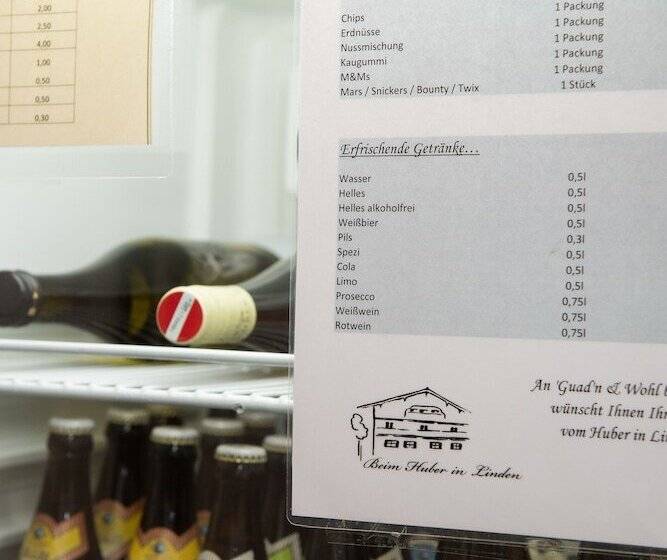 2,00
2,50
4,00
1,00
0,50
0,50
0,30
Chips 1 Packung
Erdnüsse 1 Packung
Nussmischung 1 Packung
Kaugummi 1 Packung
M&Ms 1 Packung
Mars / Snickers / Bounty / Twix 1 Stück
Erfrischende Getränke...
Wasser 0,5l
Helles 0,5l
Helles alkoholfrei 0,5l
Weißbier 0,5l
Pils 0,3l
Spezi 0,5l
Cola 0,5l
Limo 0,5l
Prosecco 0,75l
Weißwein 0,75l
Rotwein 0,75l
An 'Guad'n & Wohl b
wünscht Ihnen Ihr
vom Huber in Li
Beim Huber in Linden